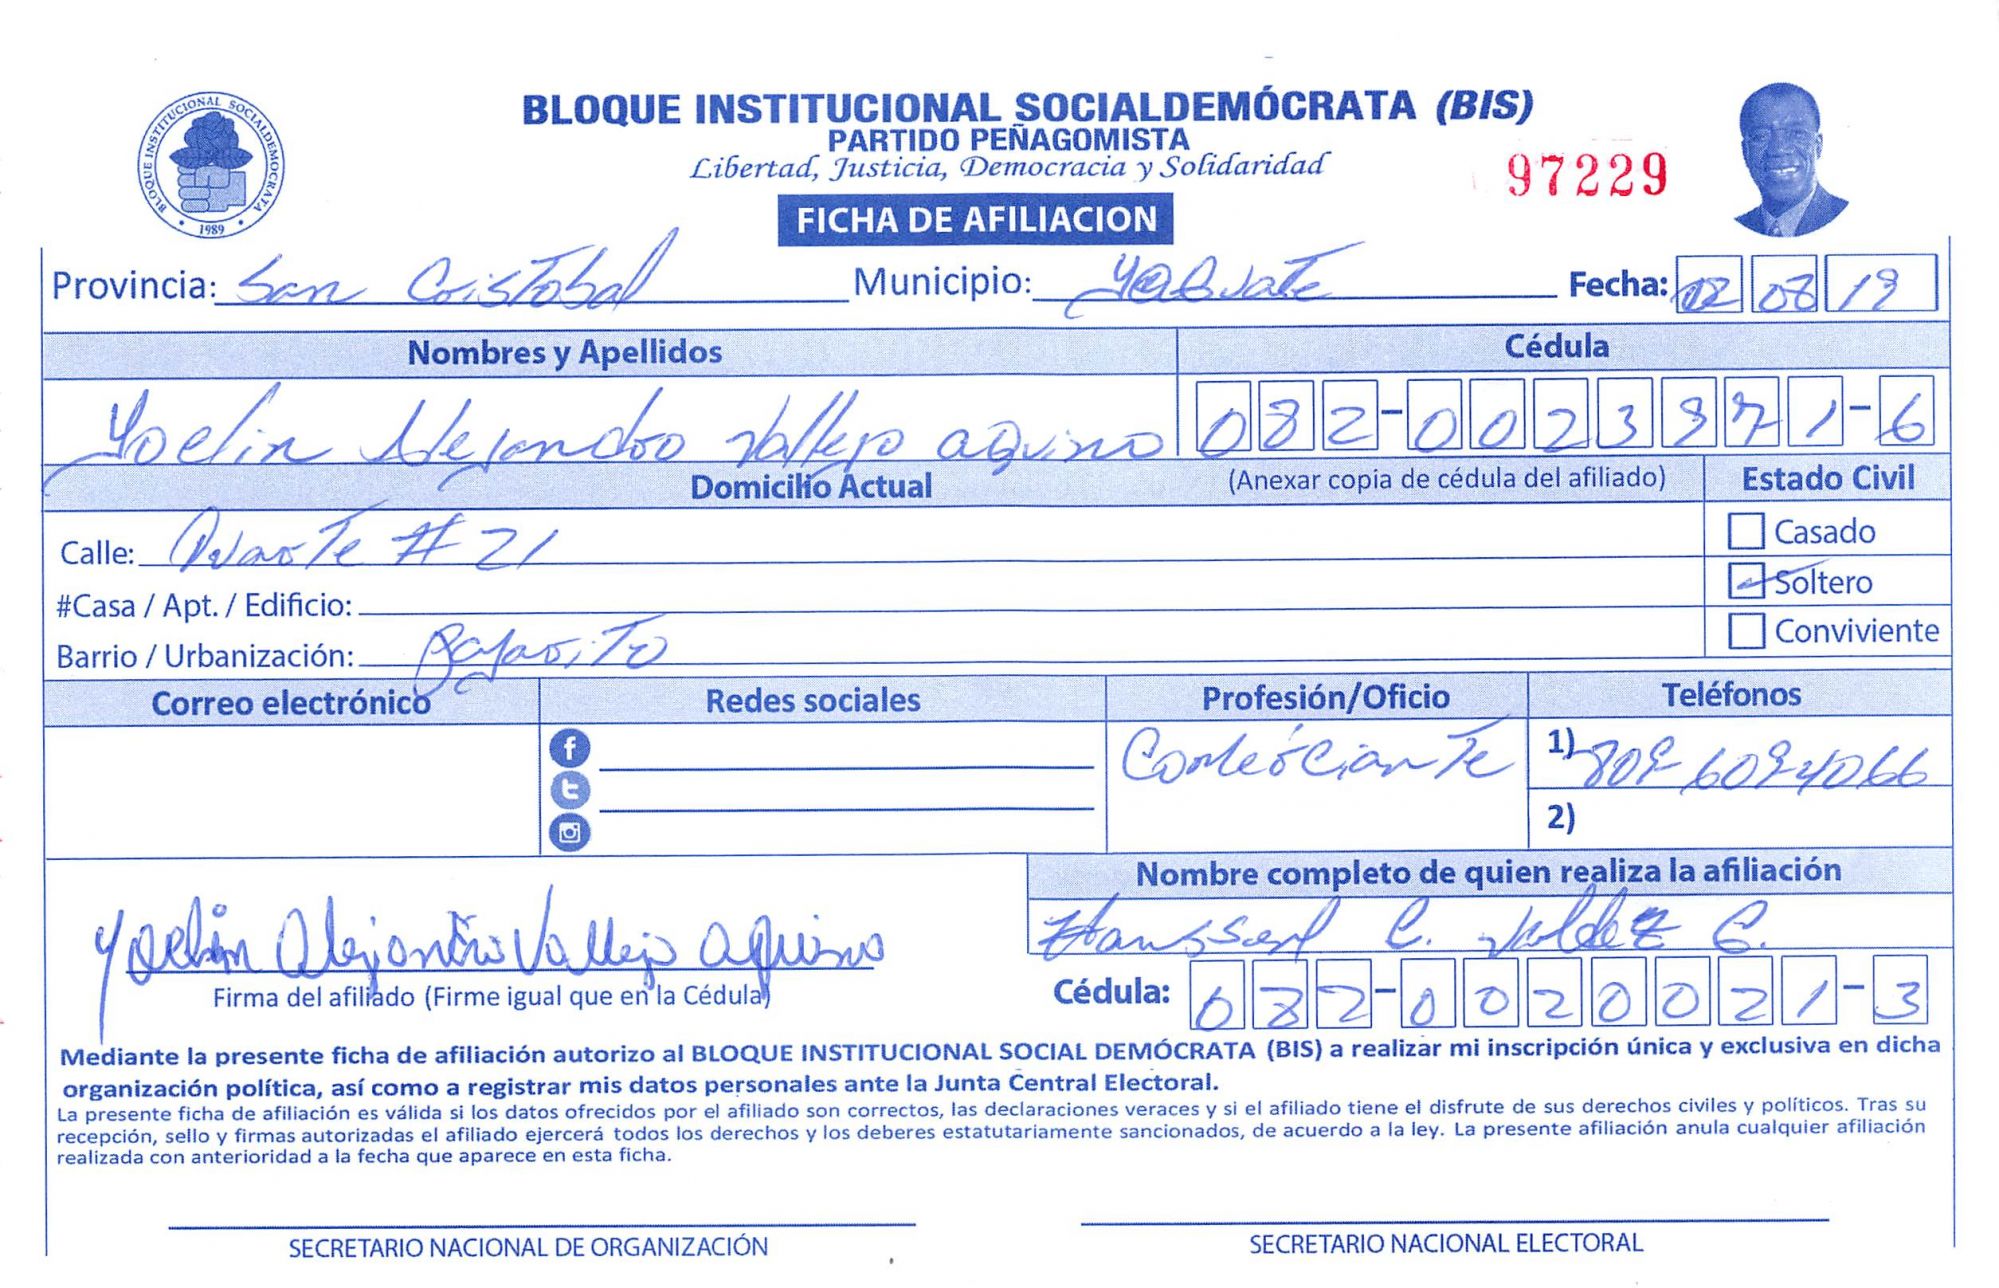 BLOQUE INSTITUCIONAL SOCIALDEMOCRATA
1989
BLOQUE INSTITUCIONAL SOCIALDEMÓCRATA (BIS)
PARTIDO PEÑAGOMISTA
Libertad, Justicia, Democracia y Solidaridad
97229
FICHA DE AFILIACION
Provincia: San Cristobal Municipio: Yaguate Fecha: 02 08 19
Nombres y Apellidos Cédula
Yoelin Alejandro Vallejo aquino 082-0023971-6
Domicilio Actual (Anexar copia de cédula del afiliado) Estado Civil
Calle: Duarte # 21 Casado
#Casa / Apt. / Edificio: Soltero
Barrio / Urbanización: Pajarito Conviviente
Correo electrónico Redes sociales Profesión/Oficio Teléfonos
Comerciante 1) 809 609 4066
2)
Nombre completo de quien realiza la afiliación
C. Valdez G.
Yoelin Alejandro Vallejo aquino
Firma del afiliado (Firme igual que en la Cédula) Cédula: 082-0020021-3
Mediante la presente ficha de afiliación autorizo al BLOQUE INSTITUCIONAL SOCIAL DEMÓCRATA (BIS) a realizar mi inscripción única y exclusiva en dicha
organización política, así como a registrar mis datos personales ante la Junta Central Electoral.
La presente ficha de afiliación es válida si los datos ofrecidos por el afiliado son correctos, las declaraciones veraces y si el afiliado tiene el disfrute de sus derechos civiles y políticos. Tras su
recepción, sello y firmas autorizadas el afiliado ejercerá todos los derechos y los deberes estatutariamente sancionados, de acuerdo a la ley. La presente afiliación anula cualquier afiliación
realizada con anterioridad a la fecha que aparece en esta ficha.
SECRETARIO NACIONAL DE ORGANIZACIÓN SECRETARIO NACIONAL ELECTORAL